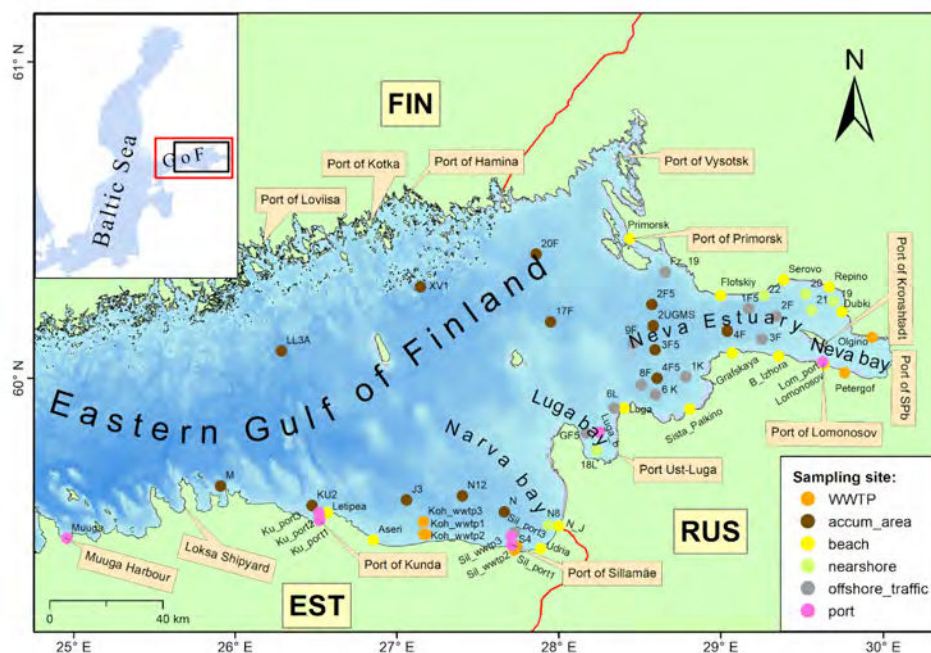 61° N
60° N
Baltic Sea
GoF
FIN
N
Port of Kotka
Port of Hamina
Port of Loviisa
Port of Vysotsk
Primorsk
Port of Primorsk
Port of Kronshtadt
20F
XV1
17F
LL3A
Fz_19
Flotskiy
Serovo
Repino
22
20
21
19
Dubki
2F5
1F5
2F
2UGMS
Neva Estuary
9F
3F5
4F
3F
Olgino
Neva bay
Port of SPb
4F5
8F
1K
6 K
Grafskaya
B_Izhora
Lom_port
Lomonosov
Petergof
Eastern Gulf of Finland
6L
Luga
Sista_Palkino
Port of Lomonosov
Luga bay
Luga_p
GF5
18L
Port Ust-Luga
Narva bay
M
KU2
Letipea
J3
N12
N
Ku_port3
Ku_port2
Ku_port1
Koh_wwtp3
Koh_wwtp1
Koh_wwtp2
Sil_port3
N8
N_J
Muuga
Aseri
S4
Sil_wwtp3
Sil_wwtp2
Sil_port1
Udria
Muuga Harbour
Loksa Shipyard
Port of Kunda
Port of Sillamäe
EST
RUS
0 40 km
Sampling site:
WWTP
accum_area
beach
nearshore
offshore_traffic
port
25° E
26° E
27° E
28° E
29° E
30° E